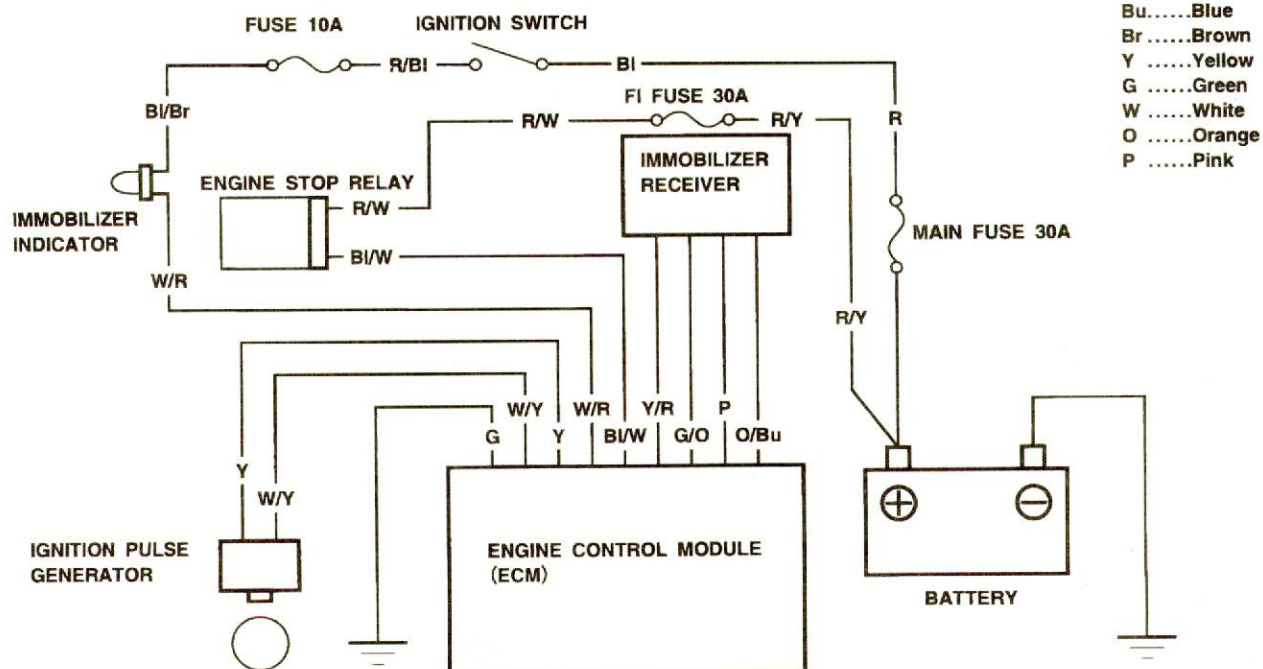 FUSE 10A
IGNITION SWITCH
Bu......Blue
Br......Brown
Y ......Yellow
G ......Green
W ......White
O ......Orange
P ......Pink
R/Bl
Bl
Bl/Br
FI FUSE 30A
R/W
R/Y
R
IMMOBILIZER
RECEIVER
ENGINE STOP RELAY
R/W
IMMOBILIZER
INDICATOR
MAIN FUSE 30A
Bl/W
W/R
R/Y
W/Y
W/R
Y/R
P
G
Y
Bl/W
G/O
O/Bu
Y
W/Y
IGNITION PULSE
GENERATOR
ENGINE CONTROL MODULE
(ECM)
+
−
BATTERY